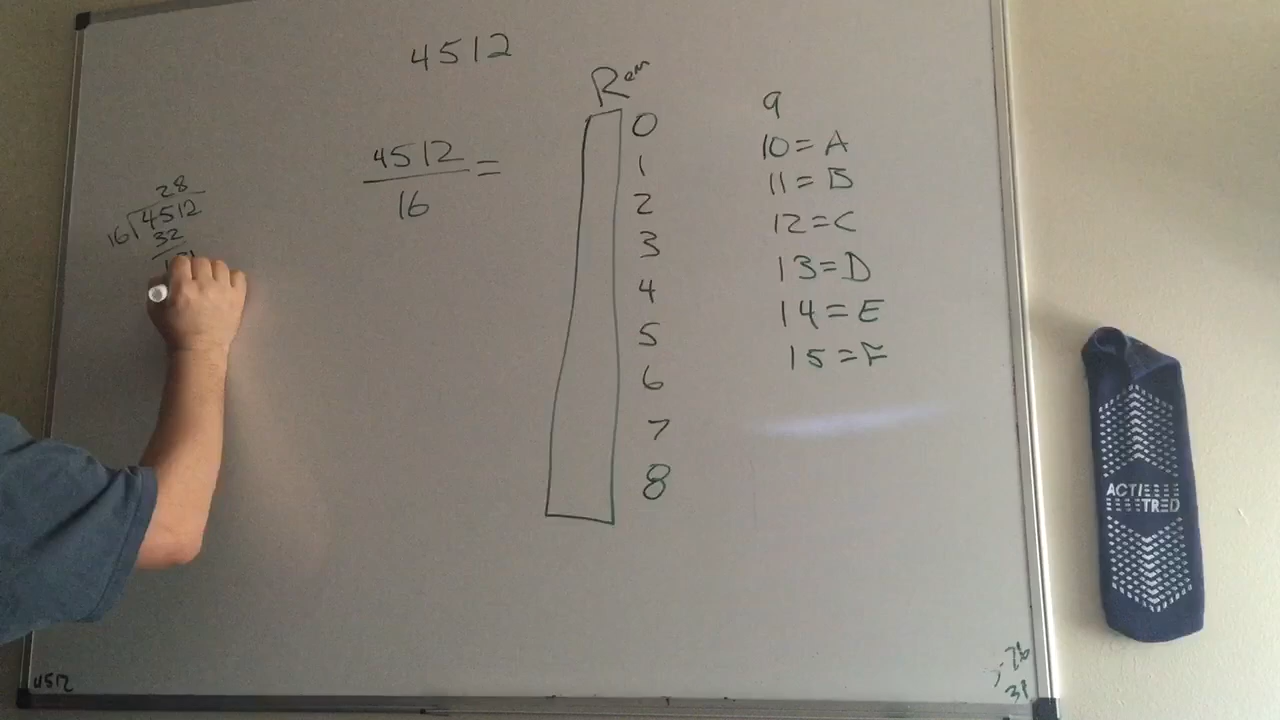 4512
Rem
4512
16
=
28
16 4512
32
0
1
2
3
4
5
6
7
8
9
10=A
11=B
12=C
13=D
14=E
15=F
ACTI
TRED
4512